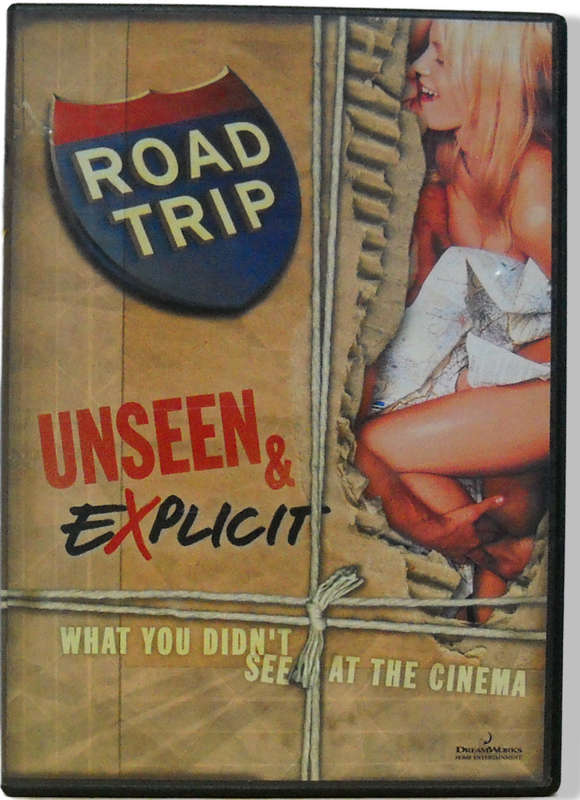 ROAD
TRIP
UNSEEN &
EXPLICIT
WHAT YOU DIDN'T
SEE AT THE CINEMA
DREAMWORKS
HOME ENTERTAINMENT